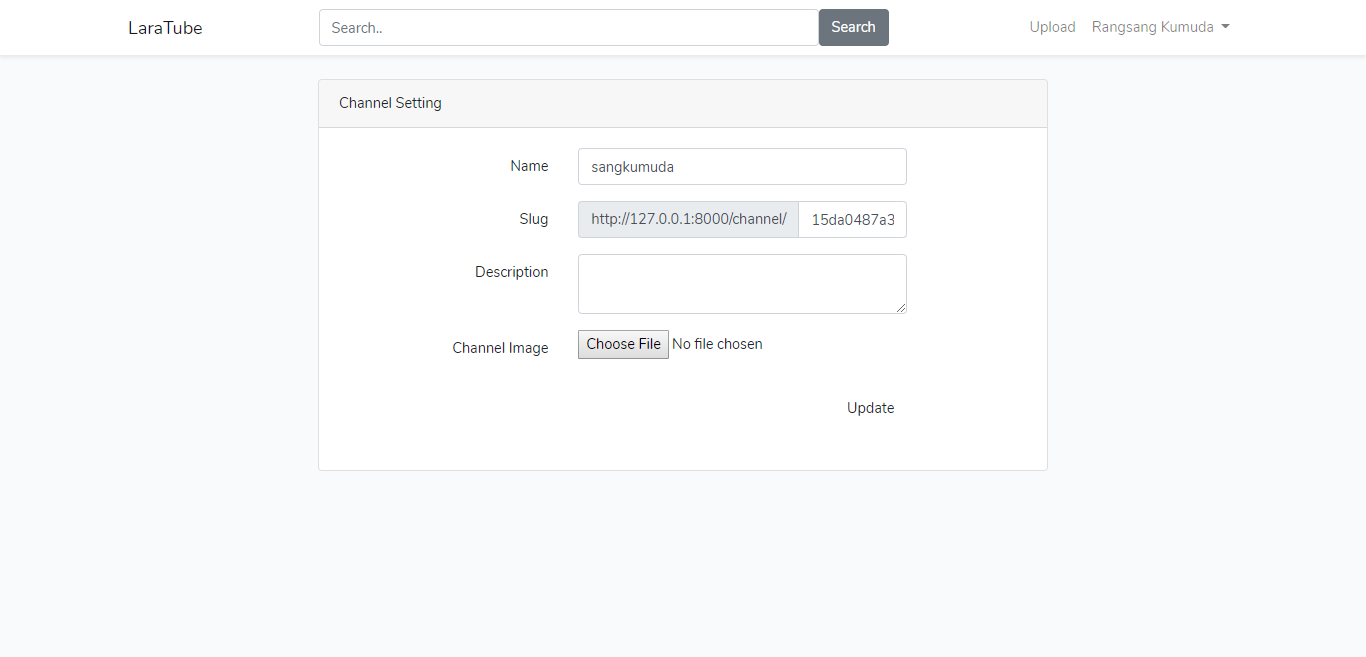 LaraTube
Search..
Search
Upload
Rangsang Kumuda
Channel Setting
Name
sangkumuda
Slug
http://127.0.0.1:8000/channel/
15da0487a3
Description
Channel Image
Choose File No file chosen
Update